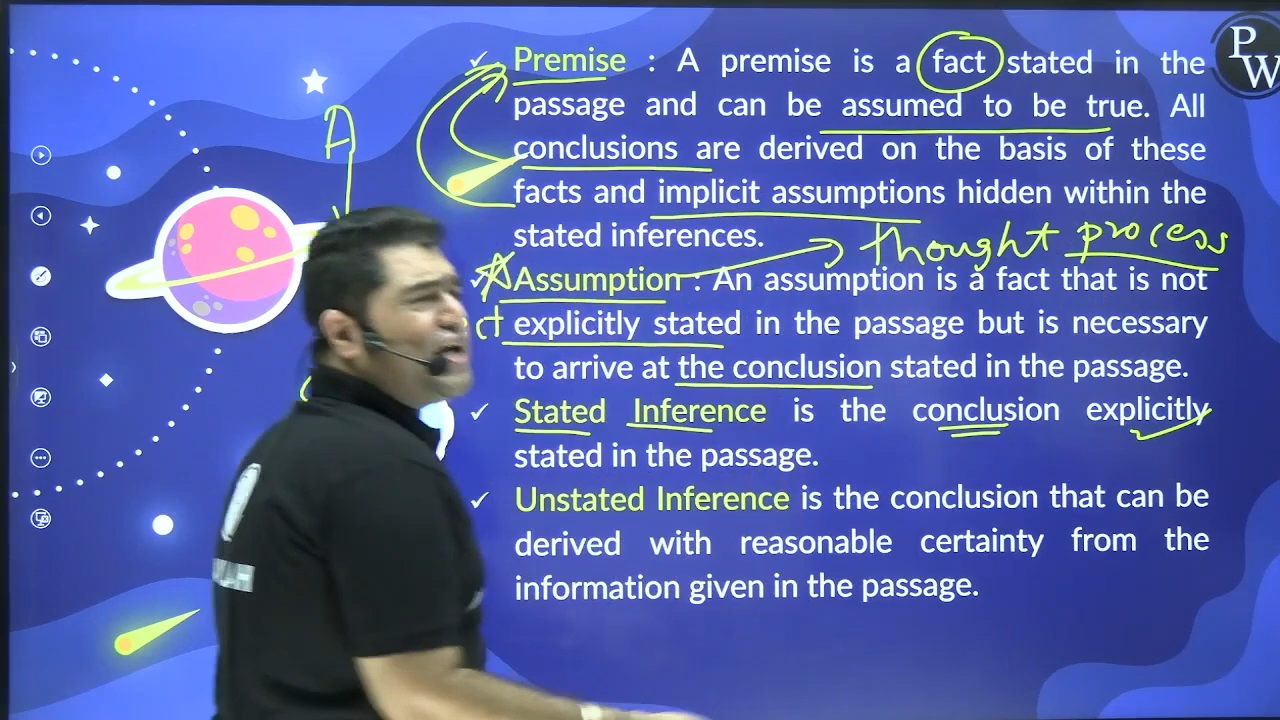 P
W
✓ Premise : A premise is a fact stated in the
passage and can be assumed to be true. All
conclusions are derived on the basis of these
facts and implicit assumptions hidden within the
stated inferences.
Thought process
✓ Assumption : An assumption is a fact that is not
explicitly stated in the passage but is necessary
to arrive at the conclusion stated in the passage.
✓ Stated Inference is the conclusion explicitly
stated in the passage.
✓ Unstated Inference is the conclusion that can be
derived with reasonable certainty from the
information given in the passage.
A